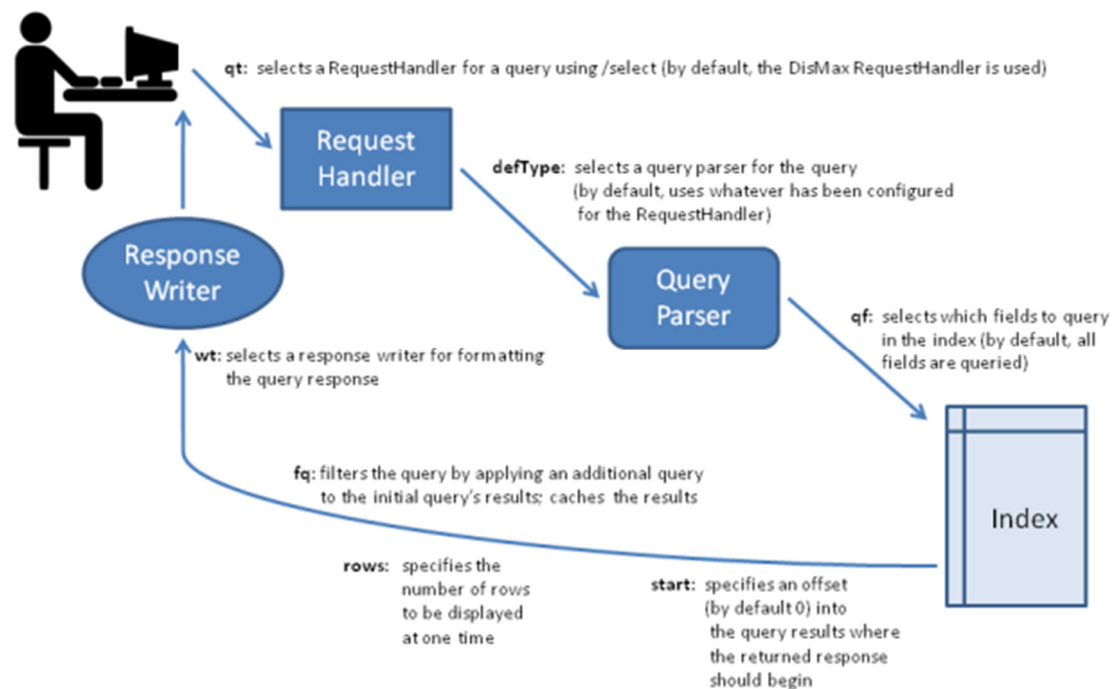 qt: selects a RequestHandler for a query using /select (by default, the DisMax RequestHandler is used)
Request
Handler
defType: selects a query parser for the query
(by default, uses whatever has been configured
for the RequestHandler)
Response
Writer
Query
Parser
qf: selects which fields to query
in the index (by default, all
fields are queried)
wt: selects a response writer for formatting
the query response
fq: filters the query by applying an additional query
to the initial query's results; caches the results
Index
rows: specifies the
number of rows
to be displayed
at one time
start: specifies an offset
(by default 0) into
the query results where
the returned response
should begin